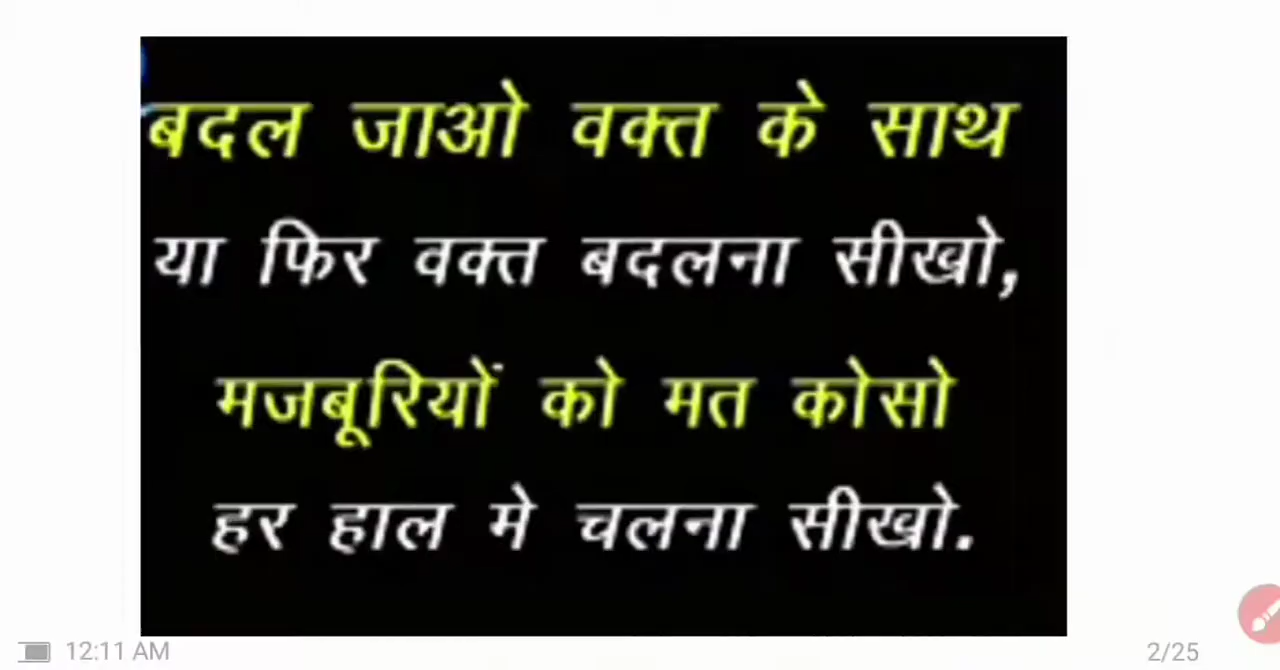 बदल जाओ वक्त के साथ
या फिर वक्त बदलना सीखो,
मजबूरियों को मत कोसो
हर हाल मे चलना सीखो.
12:11 AM
2/25